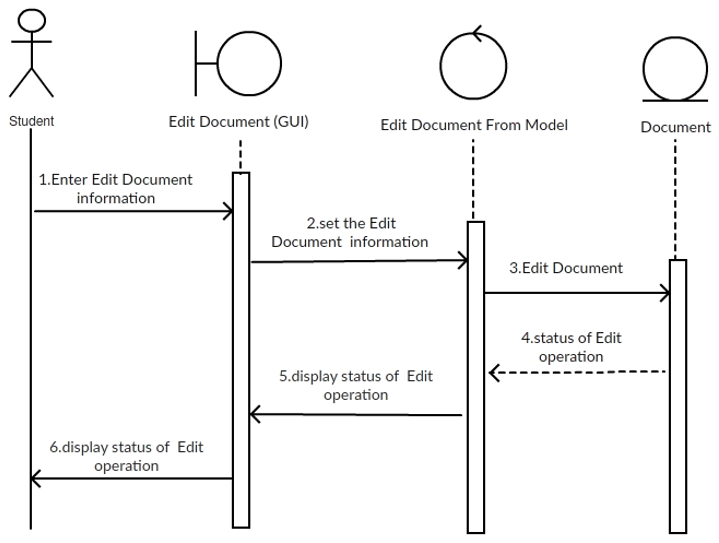 Student
Edit Document (GUI)
Edit Document From Model
Document
1.Enter Edit Document
information
2.set the Edit
Document information
3.Edit Document
4.status of Edit
operation
5.display status of Edit
operation
6.display status of Edit
operation